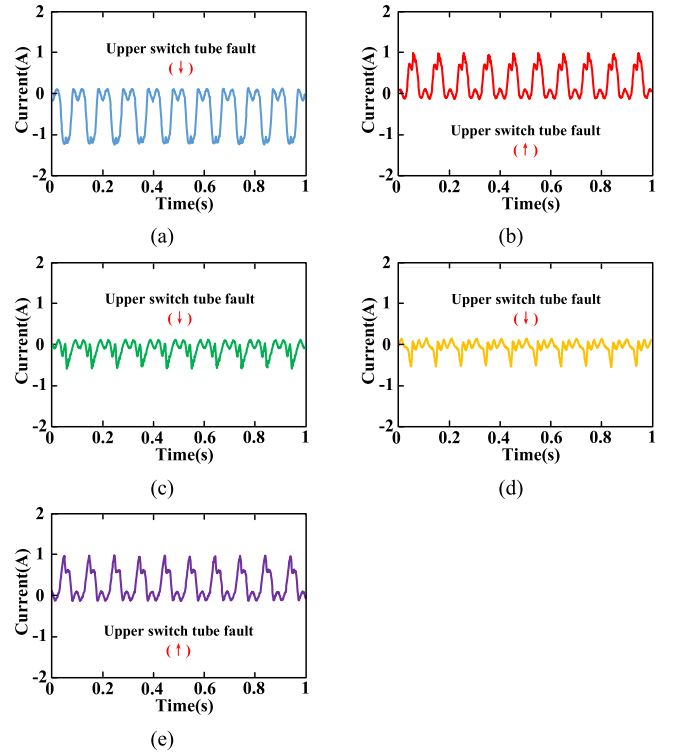 2
1
0
-1
-2
Current(A)
Upper switch tube fault
( ↓ )
0 0.2 0.4 0.6 0.8 1
Time(s)
(a)
2
1
0
-1
-2
Current(A)
Upper switch tube fault
( ↑ )
0 0.2 0.4 0.6 0.8 1
Time(s)
(b)
2
1
0
-1
-2
Current(A)
Upper switch tube fault
( ↓ )
0 0.2 0.4 0.6 0.8 1
Time(s)
(c)
2
1
0
-1
-2
Current(A)
Upper switch tube fault
( ↓ )
0 0.2 0.4 0.6 0.8 1
Time(s)
(d)
2
1
0
-1
-2
Current(A)
Upper switch tube fault
( ↑ )
0 0.2 0.4 0.6 0.8 1
Time(s)
(e)